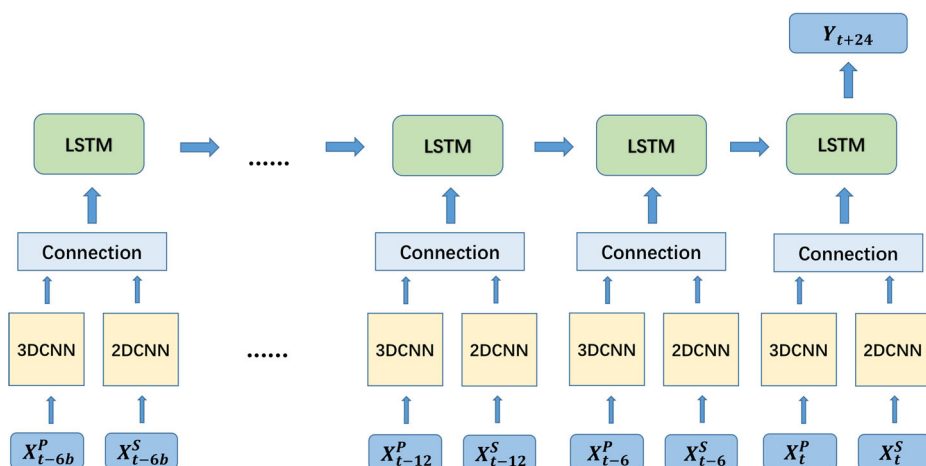 Y_{t+24}
LSTM ...... LSTM LSTM LSTM
Connection Connection Connection Connection
3DCNN 2DCNN ...... 3DCNN 2DCNN 3DCNN 2DCNN 3DCNN 2DCNN
X^P_{t-6b} X^S_{t-6b} X^P_{t-12} X^S_{t-12} X^P_{t-6} X^S_{t-6} X^P_t X^S_t